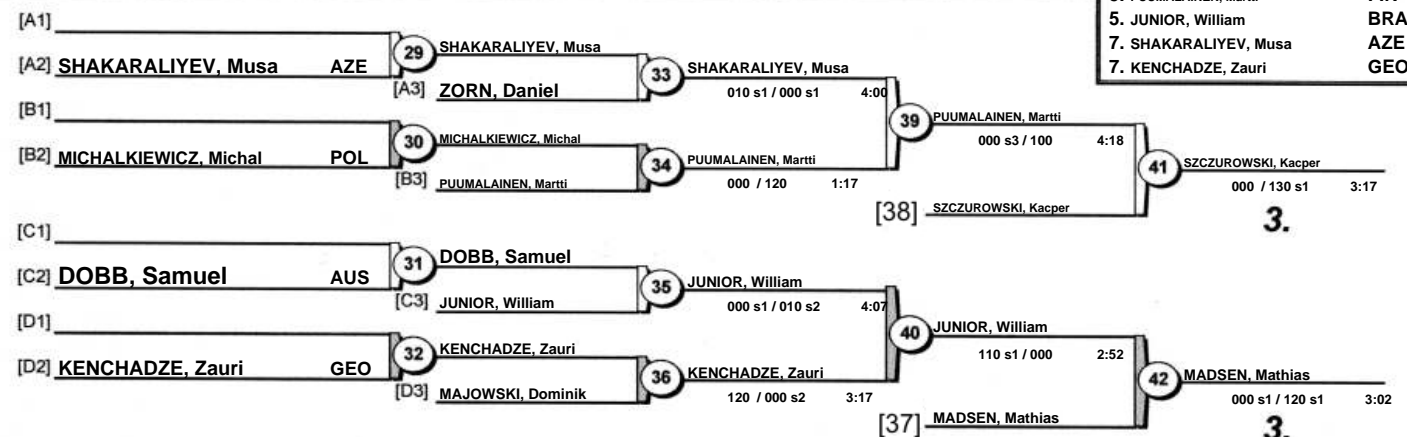 5. JUNIOR, William BRA
7. SHAKARALIYEV, Musa AZE
7. KENCHADZE, Zauri GEO
[A1]
[A2] SHAKARALIYEV, Musa AZE
29
SHAKARALIYEV, Musa
[A3] ZORN, Daniel
33
SHAKARALIYEV, Musa
010 s1 / 000 s1 4:00
[B1]
[B2] MICHALKIEWICZ, Michal POL
30
MICHALKIEWICZ, Michal
[B3] PUUMALAINEN, Martti
34
PUUMALAINEN, Martti
000 / 120 1:17
39
PUUMALAINEN, Martti
000 s3 / 100 4:18
[38] SZCZUROWSKI, Kacper
41
SZCZUROWSKI, Kacper
000 / 130 s1 3:17
3.
[C1]
[C2] DOBB, Samuel AUS
31
DOBB, Samuel
[C3] JUNIOR, William
35
JUNIOR, William
000 s1 / 010 s2 4:07
[D1]
[D2] KENCHADZE, Zauri GEO
32
KENCHADZE, Zauri
[D3] MAJOWSKI, Dominik
36
KENCHADZE, Zauri
120 / 000 s2 3:17
40
JUNIOR, William
110 s1 / 000 2:52
[37] MADSEN, Mathias
42
MADSEN, Mathias
000 s1 / 120 s1 3:02
3.